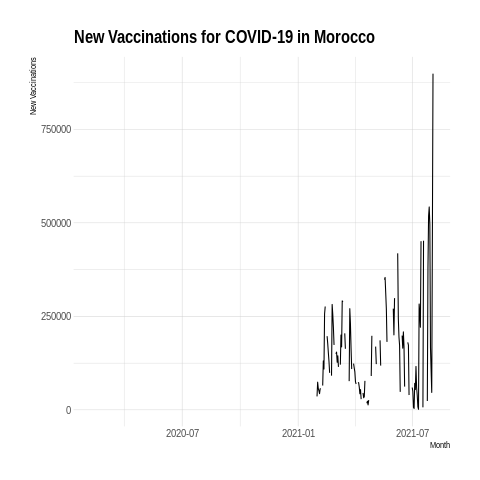 New Vaccinations for COVID-19 in Morocco
New Vaccinations
750000
500000
250000
0
2020-07
2021-01
2021-07
Month